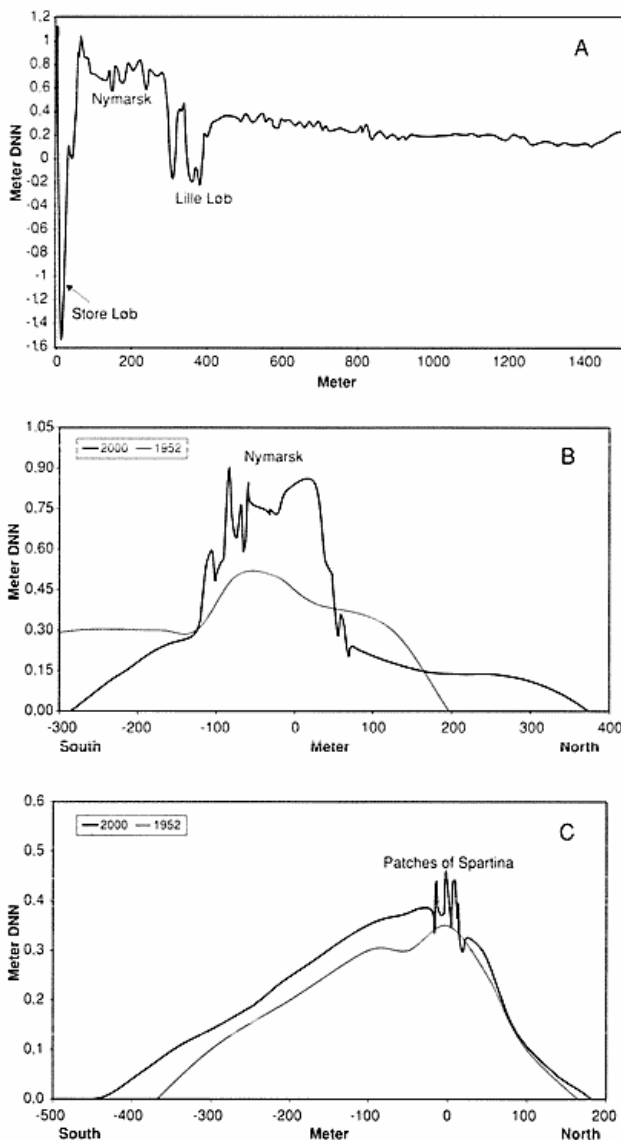 1.2
A
1
0.8
0.6
Nymarsk
0.4
0.2
0
-02
Lille Løb
-0.4
-0.6
-0.8
-1
-1.2
Store Løb
-1.4
-16
0 200 400 600 800 1000 1200 1400
Meter
Meter DNN
1.05
2000 1952
Nymarsk
B
0.90
0.75
0.60
0.45
0.30
0.15
0.00
-300 -200 -100 0 100 200 300 400
South Meter North
Meter DNN
0.6
2000 1952
C
0.5
Patches of Spartina
0.4
0.3
0.2
0.1
0.0
-500 -400 -300 -200 -100 0 100 200
South Meter North
Meter DNN